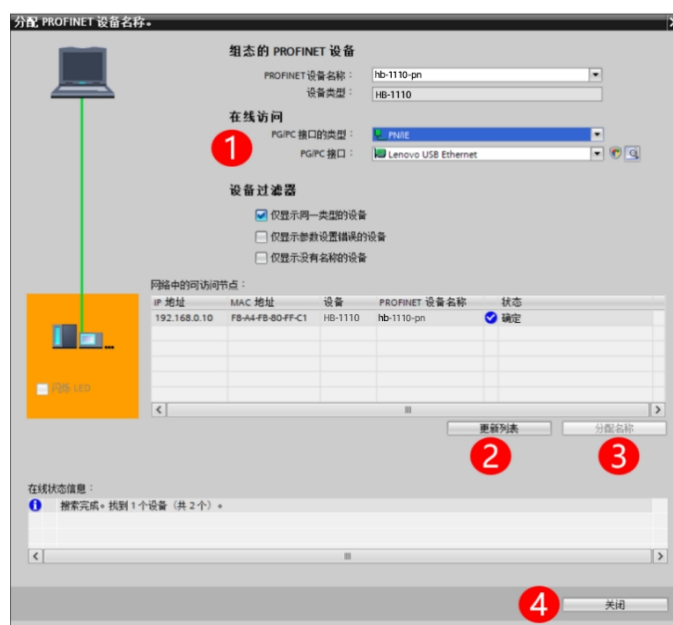 分配 PROFINET 设备名称。
组态的 PROFINET 设备
PROFINET 设备名称： hb-1110-pn
设备类型： HB-1110
在线访问
1
PG/PC 接口的类型： PN/IE
PG/PC 接口： Lenovo USB Ethernet
设备过滤器
仅显示同一类型的设备
仅显示参数设置错误的设备
仅显示没有名称的设备
网络中的可访问节点：
IP 地址 MAC 地址 设备 PROFINET 设备名称 状态
192.168.0.10 F8-A4-FB-80-FF-C1 HB-1110 hb-1110-pn 确定
闪烁 LED
更新列表 分配名称
2 3
在线状态信息：
搜索完成。找到 1 个设备（共 2 个）。
4 关闭